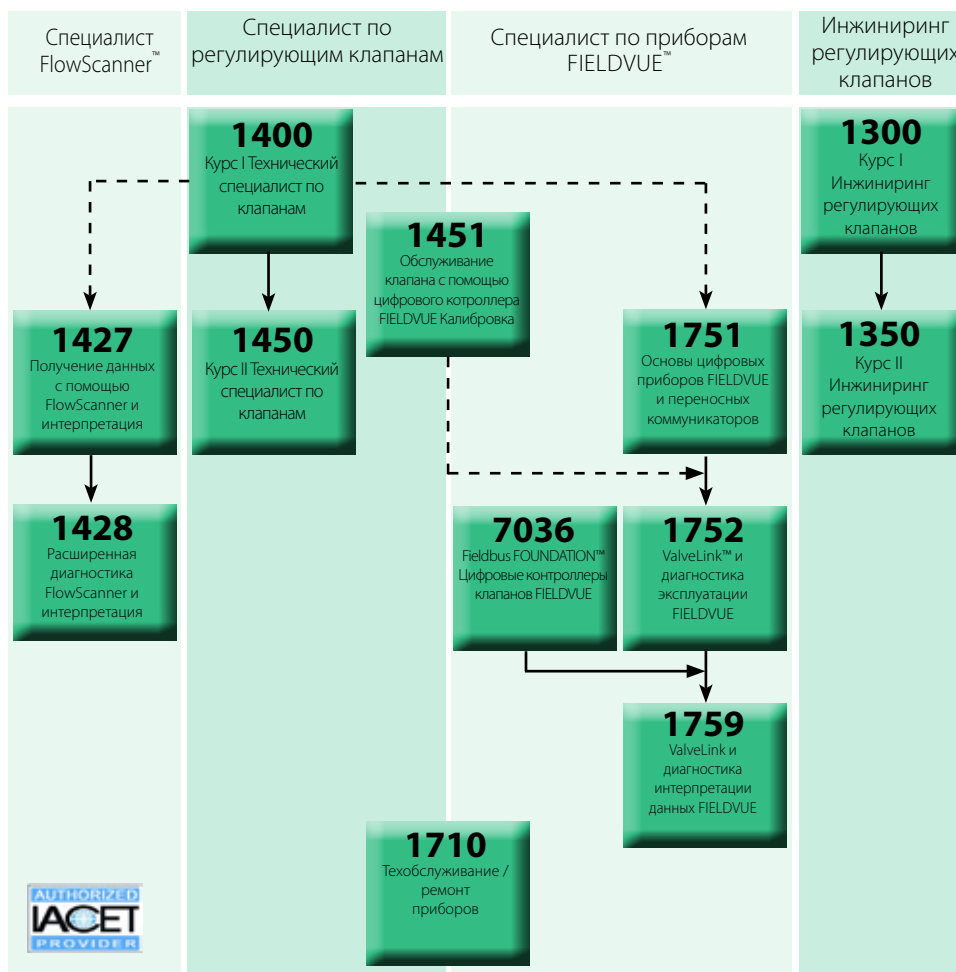 Специалист
FlowScanner™
Специалист по
регулирующим клапанам
Специалист по приборам
FIELDVUE™
Инжиниринг
регулирующих
клапанов
1400
Курс I Технический
специалист по
клапанам
1300
Курс I
Инжиниринг
регулирующих
клапанов
1451
Обслуживание
клапана с помощью
цифрового котроллера
FIELDVUE Калибровка
1427
Получение данных
с помощью
FlowScanner и
интерпретация
1450
Курс II Технический
специалист по
клапанам
1751
Основы цифровых
приборов FIELDVUE
и переносных
коммуникаторов
1350
Курс II
Инжиниринг
регулирующих
клапанов
1428
Расширенная
диагностика
FlowScanner и
интерпретация
7036
Fieldbus FOUNDATION™
Цифровые контроллеры
клапанов FIELDVUE
1752
ValveLink™ и
диагностика
эксплуатации
FIELDVUE
1759
ValveLink и
диагностика
интерпретации
данных FIELDVUE
1710
Техобслуживание /
ремонт
приборов
AUTHORIZED
IACET
PROVIDER